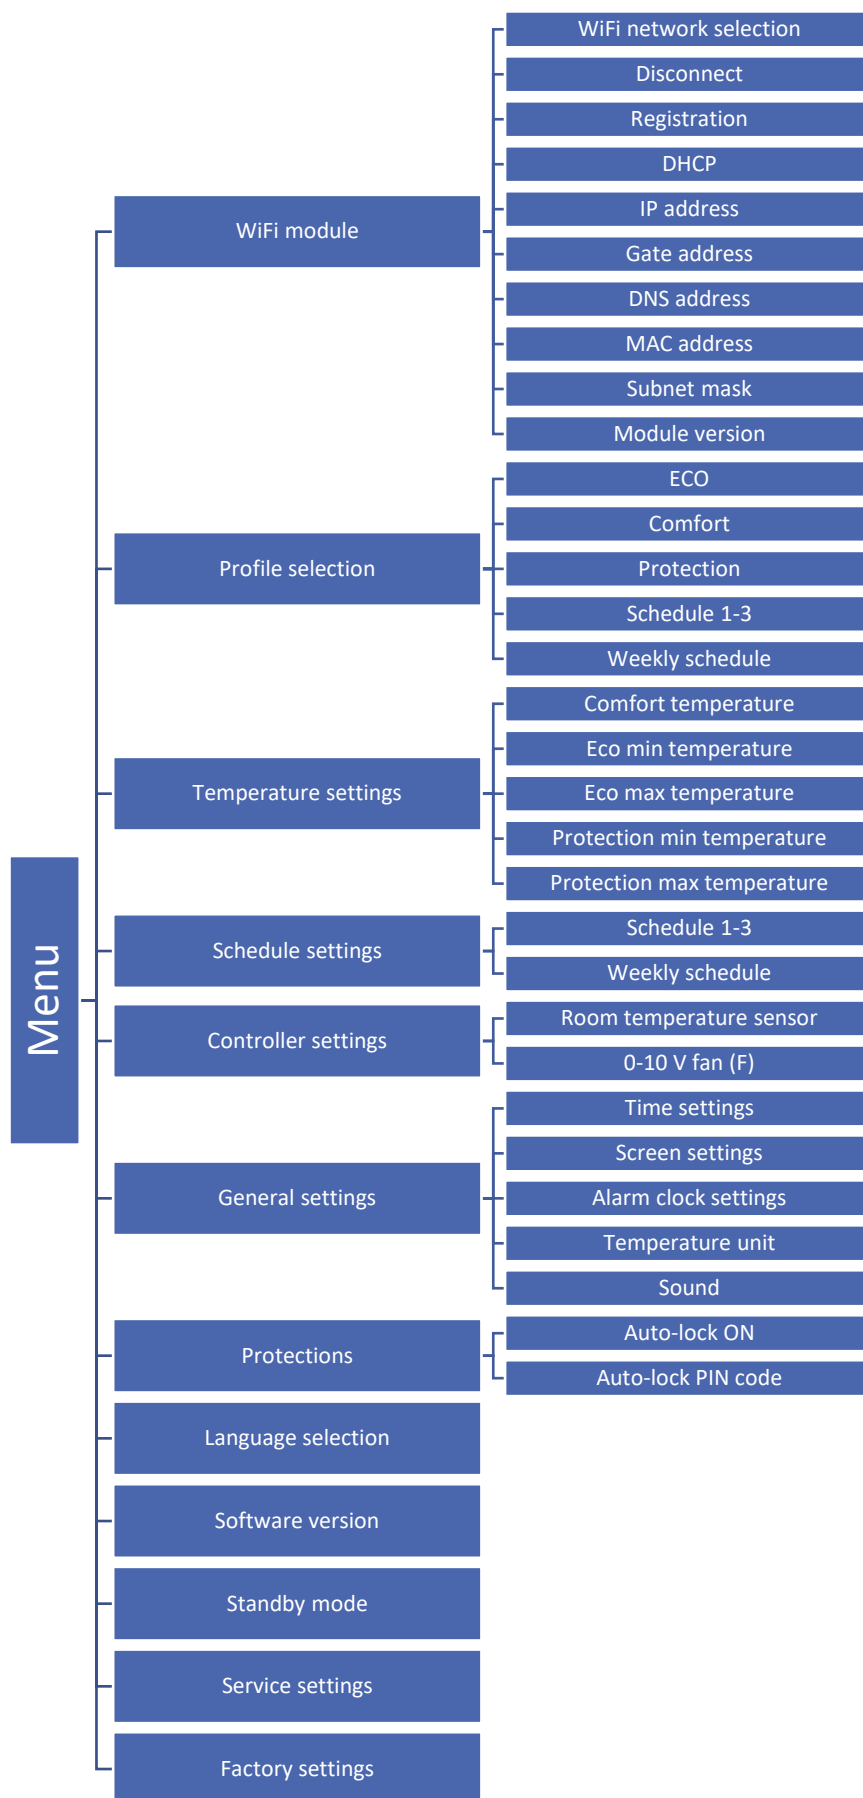 Menu
WiFi module
WiFi network selection
Disconnect
Registration
DHCP
IP address
Gate address
DNS address
MAC address
Subnet mask
Module version
Profile selection
ECO
Comfort
Protection
Schedule 1-3
Weekly schedule
Temperature settings
Comfort temperature
Eco min temperature
Eco max temperature
Protection min temperature
Protection max temperature
Schedule settings
Schedule 1-3
Weekly schedule
Controller settings
Room temperature sensor
0-10 V fan (F)
General settings
Time settings
Screen settings
Alarm clock settings
Temperature unit
Sound
Protections
Auto-lock ON
Auto-lock PIN code
Language selection
Software version
Standby mode
Service settings
Factory settings